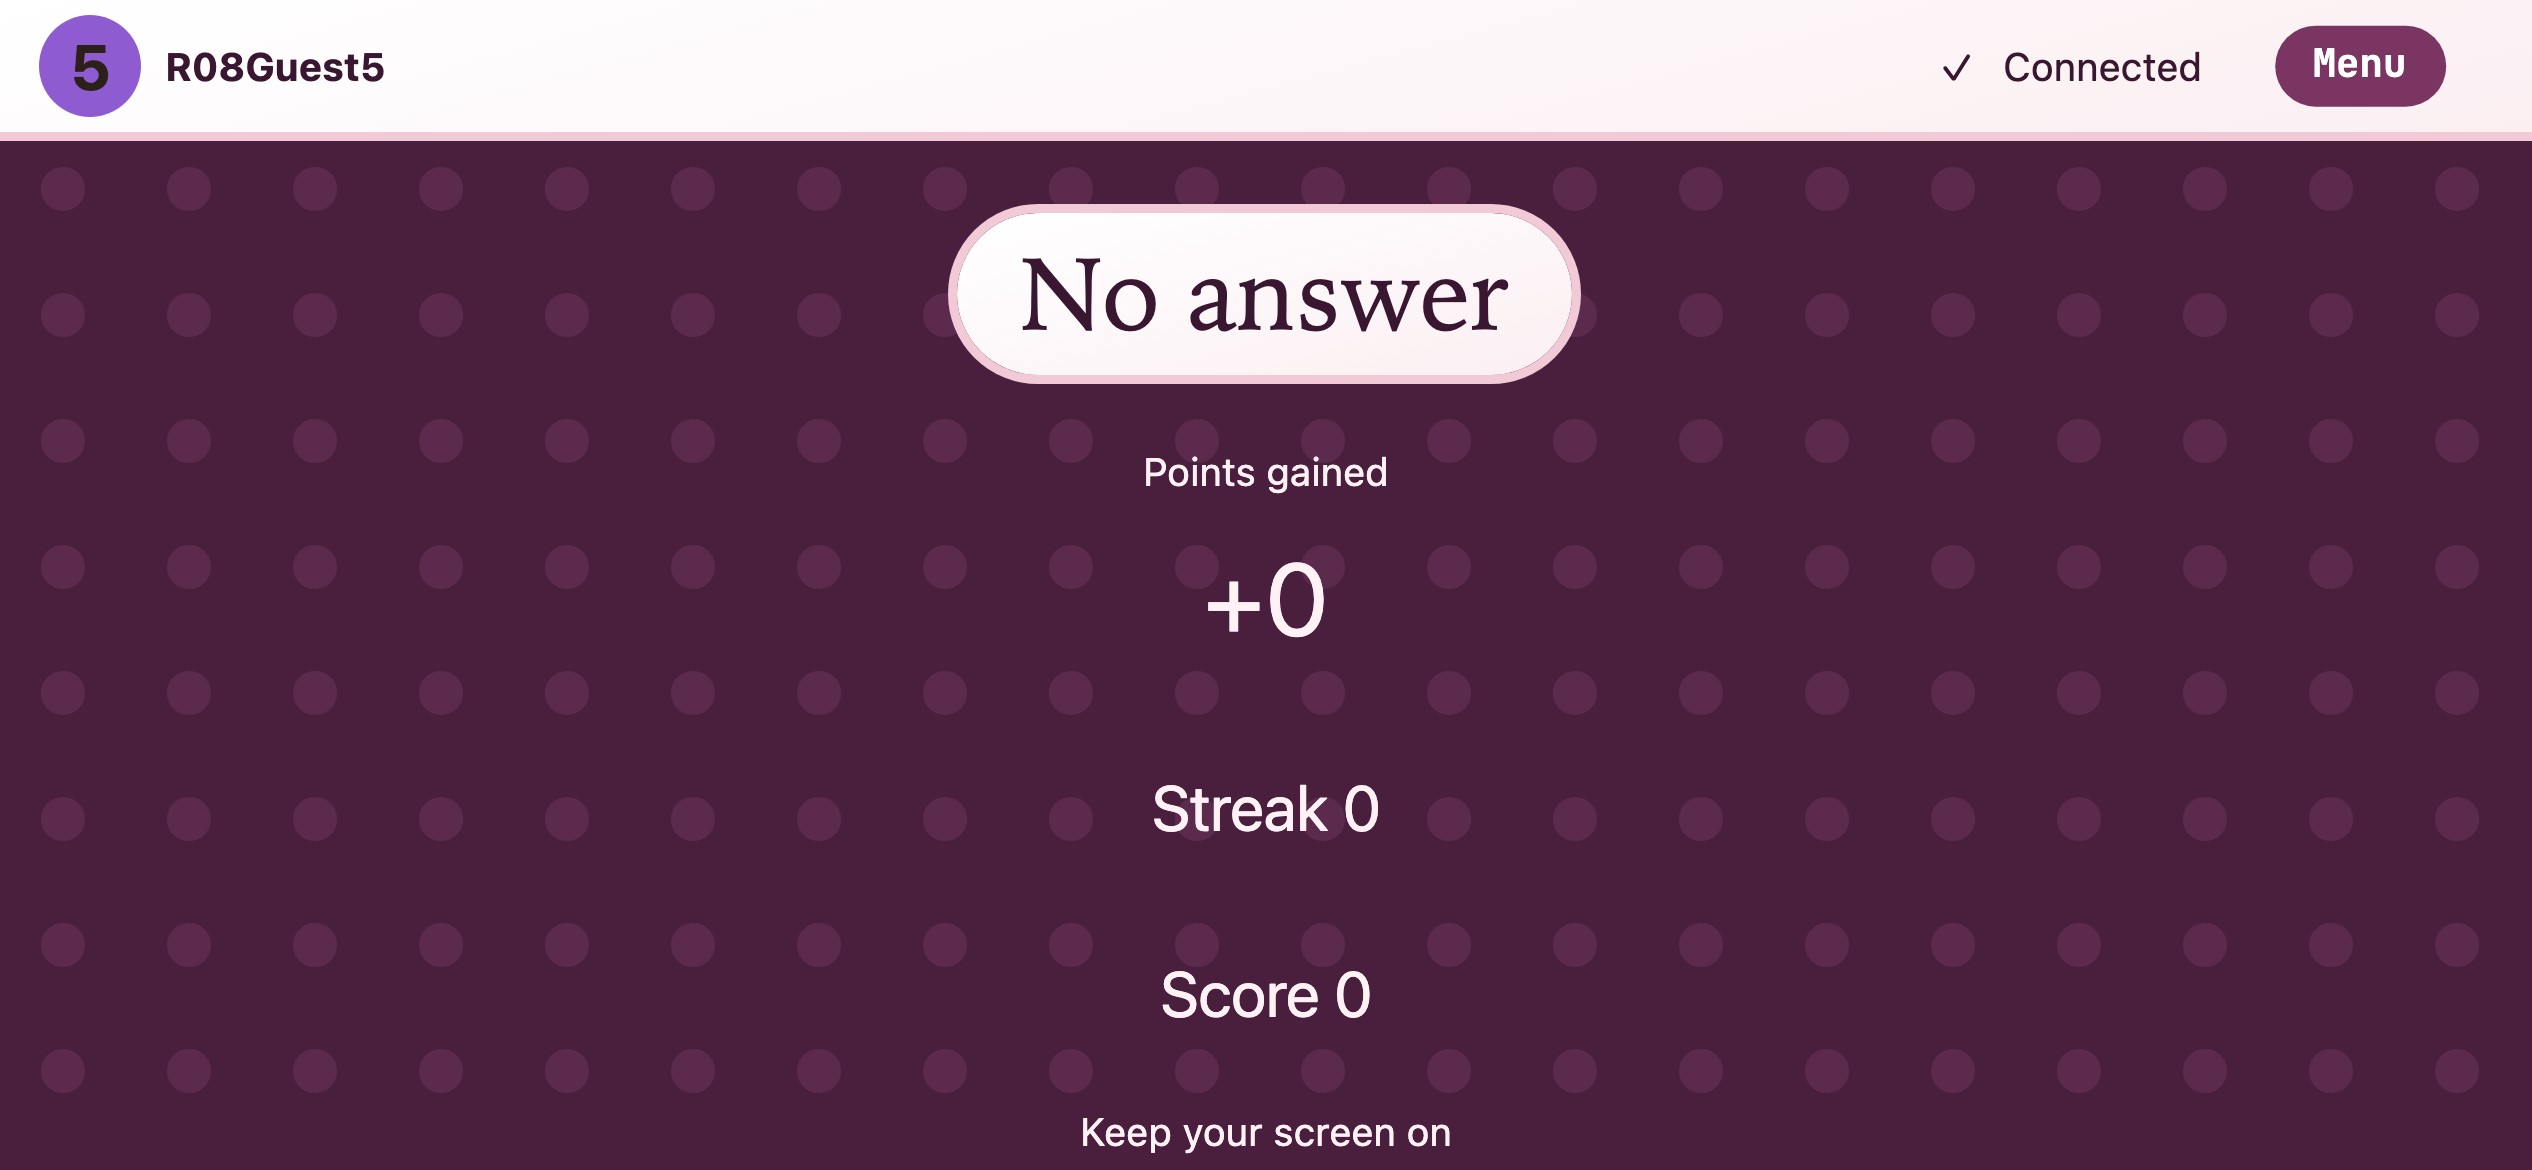 5 R08Guest5 ✓ Connected Menu
No answer
Points gained
+0
Streak 0
Score 0
Keep your screen on